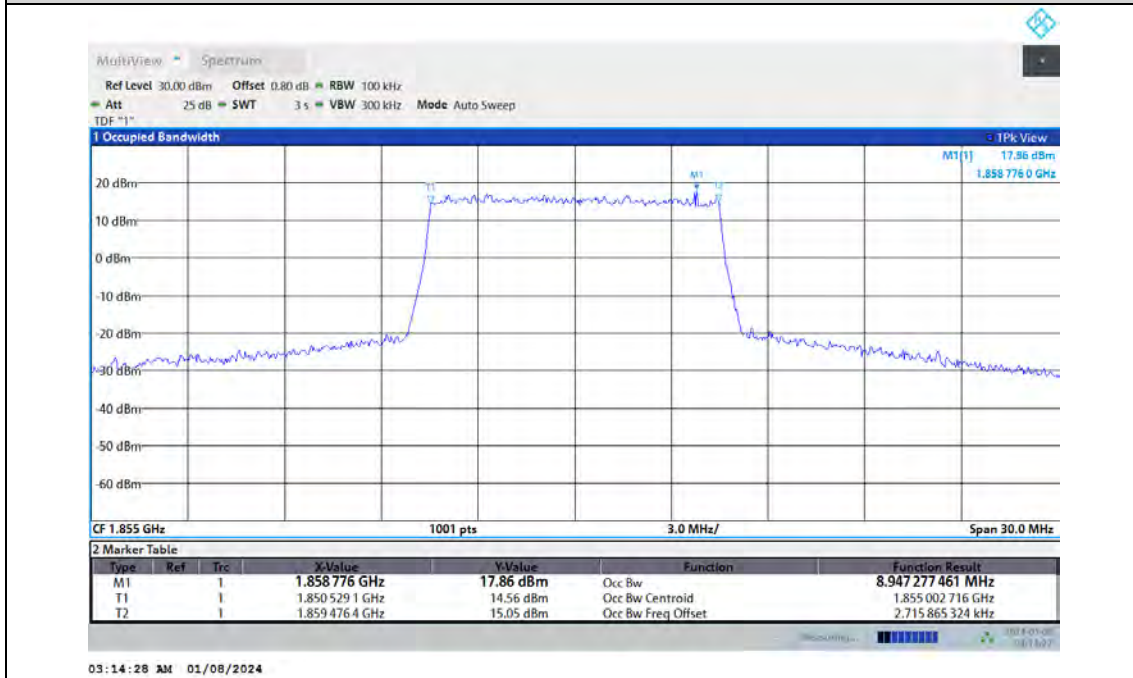 MultiView Spectrum
Ref Level 30.00 dBm Offset 0.80 dB RBW 100 kHz
Att 25 dB SWT 3 s VBW 300 kHz Mode Auto Sweep
TDF "1"
1 Occupied Bandwidth 1Pk View
M1[1] 17.86 dBm
1.858 776 0 GHz
M1
T1 T2
20 dBm
10 dBm
0 dBm
-10 dBm
-20 dBm
-30 dBm
-40 dBm
-50 dBm
-60 dBm
CF 1.855 GHz 1001 pts 3.0 MHz/ Span 30.0 MHz
2 Marker Table
Type Ref Trc X-Value Y-Value Function Function Result
M1 1 1.858 776 GHz 17.86 dBm Occ Bw 8.947 277 461 MHz
T1 1 1.850 529 1 GHz 14.56 dBm Occ Bw Centroid 1.855 002 716 GHz
T2 1 1.859 476 4 GHz 15.05 dBm Occ Bw Freq Offset 2.715 865 324 kHz
03:14:28 AM 01/08/2024